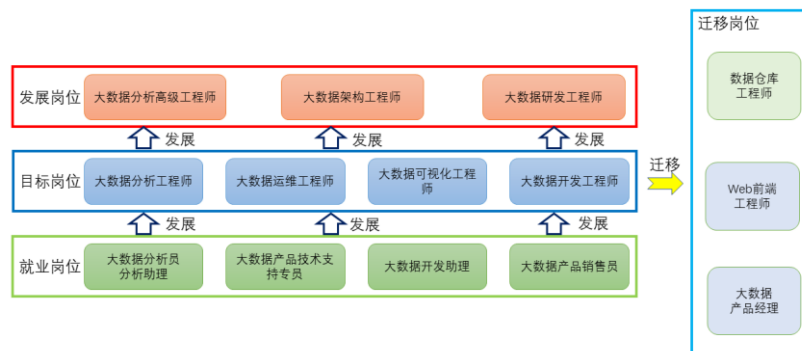 迁移岗位
数据仓库
工程师
发展岗位
大数据分析高级工程师
大数据架构工程师
大数据研发工程师
发展
发展
发展
目标岗位
大数据分析工程师
大数据运维工程师
大数据可视化工程
师
大数据开发工程师
迁移
Web前端
工程师
发展
发展
发展
就业岗位
大数据分析员
分析助理
大数据产品技术支
持专员
大数据开发助理
大数据产品销售员
大数据
产品经理